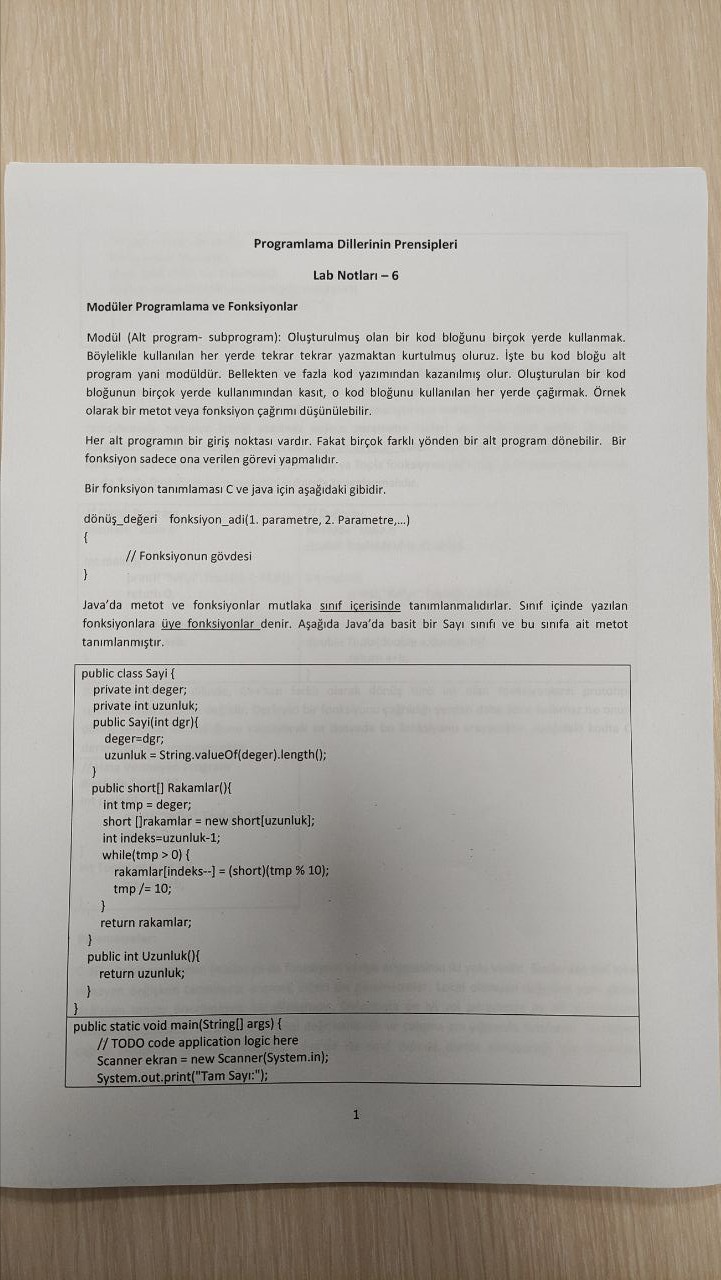 Programlama Dillerinin Prensipleri
Lab Notları – 6
Modüler Programlama ve Fonksiyonlar
Modül (Alt program- subprogram): Oluşturulmuş olan bir kod bloğunu birçok yerde kullanmak.
Böylelikle kullanılan her yerde tekrar tekrar yazmaktan kurtulmuş oluruz. İşte bu kod bloğu alt
program yani modüldür. Bellekten ve fazla kod yazımından kazanılmış olur. Oluşturulan bir kod
bloğunun birçok yerde kullanımından kasıt, o kod bloğunu kullanılan her yerde çağırmak. Örnek
olarak bir metot veya fonksiyon çağrımı düşünülebilir.
Her alt programın bir giriş noktası vardır. Fakat birçok farklı yönden bir alt program dönebilir. Bir
fonksiyon sadece ona verilen görevi yapmalıdır.
Bir fonksiyon tanımlaması C ve java için aşağıdaki gibidir.
dönüş_değeri fonksiyon_adi(1. parametre, 2. Parametre,...)
{
// Fonksiyonun gövdesi
}
Java'da metot ve fonksiyonlar mutlaka sınıf içerisinde tanımlanmalıdırlar. Sınıf içinde yazılan
fonksiyonlara üye fonksiyonlar denir. Aşağıda Java'da basit bir Sayı sınıfı ve bu sınıfa ait metot
tanımlanmıştır.
public class Sayi {
private int deger;
private int uzunluk;
public Sayi(int dgr){
deger=dgr;
uzunluk = String.valueOf(deger).length();
}
public short[] Rakamlar(){
int tmp = deger;
short []rakamlar = new short[uzunluk];
int indeks=uzunluk-1;
while(tmp > 0) {
rakamlar[indeks--] = (short)(tmp % 10);
tmp /= 10;
}
return rakamlar;
}
public int Uzunluk(){
return uzunluk;
}
}
public static void main(String[] args) {
// TODO code application logic here
Scanner ekran = new Scanner(System.in);
System.out.print("Tam Sayı:");
1